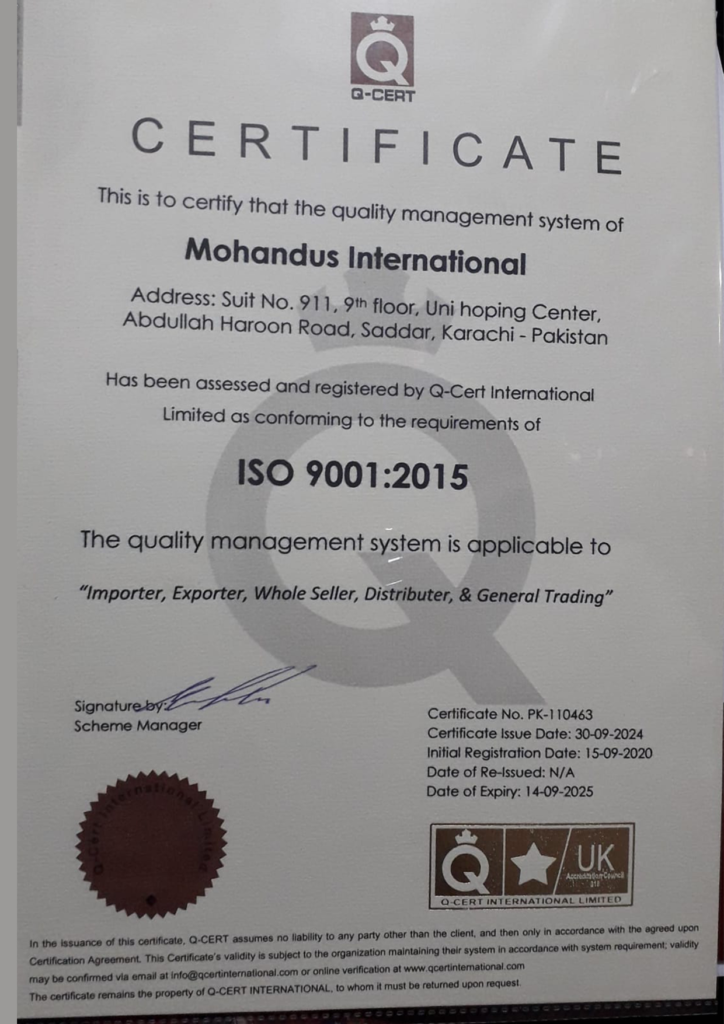 Q-CERT
CERTIFICATE
This is to certify that the quality management system of
Mohandus International
Address: Suit No. 911, 9th floor, Uni hoping Center,
Abdullah Haroon Road, Saddar, Karachi - Pakistan
Has been assessed and registered by Q-Cert International
Limited as conforming to the requirements of
ISO 9001:2015
The quality management system is applicable to
“Importer, Exporter, Whole Seller, Distributer, & General Trading”
Signature by:
Scheme Manager
Certificate No. PK-110463
Certificate Issue Date: 30-09-2024
Initial Registration Date: 15-09-2020
Date of Re-Issued: N/A
Date of Expiry: 14-09-2025
Q-Cert International Limited
UK
Accreditation Council
Q-CERT INTERNATIONAL LIMITED
In the issuance of this certificate, Q-CERT assumes no liability to any party other than the client, and then only in accordance with the agreed upon
Certification Agreement. This Certificate's validity is subject to the organization maintaining their system in accordance with system requirement; validity
may be confirmed via email at info@qcertinternational.com or online verification at www.qcertinternational.com
The certificate remains the property of Q-CERT INTERNATIONAL, to whom it must be returned upon request.